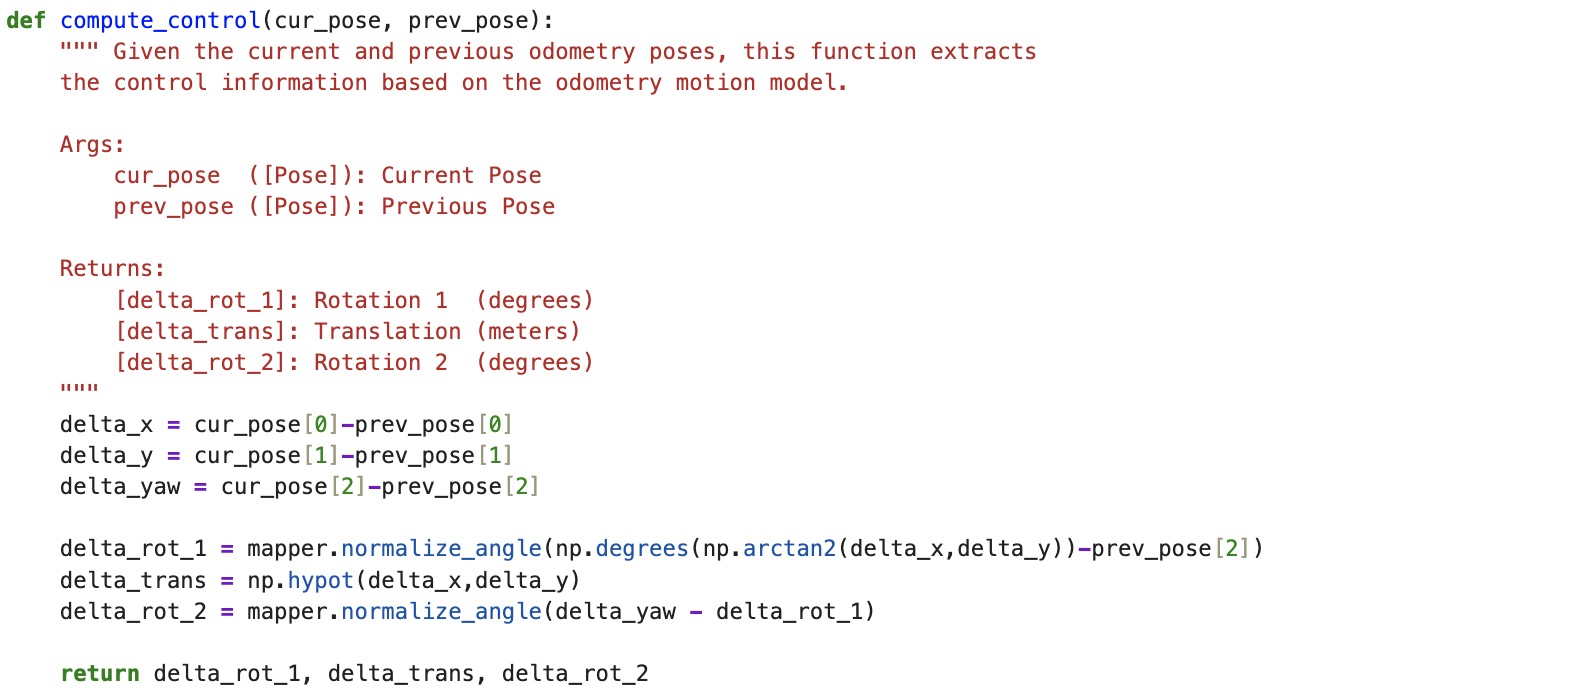 def compute_control(cur_pose, prev_pose):
    """ Given the current and previous odometry poses, this function extracts
    the control information based on the odometry motion model.

    Args:
        cur_pose  ([Pose]): Current Pose
        prev_pose ([Pose]): Previous Pose

    Returns:
        [delta_rot_1]: Rotation 1  (degrees)
        [delta_trans]: Translation (meters)
        [delta_rot_2]: Rotation 2  (degrees)
    """
    delta_x = cur_pose[0]-prev_pose[0]
    delta_y = cur_pose[1]-prev_pose[1]
    delta_yaw = cur_pose[2]-prev_pose[2]

    delta_rot_1 = mapper.normalize_angle(np.degrees(np.arctan2(delta_x,delta_y))-prev_pose[2])
    delta_trans = np.hypot(delta_x,delta_y)
    delta_rot_2 = mapper.normalize_angle(delta_yaw - delta_rot_1)

    return delta_rot_1, delta_trans, delta_rot_2